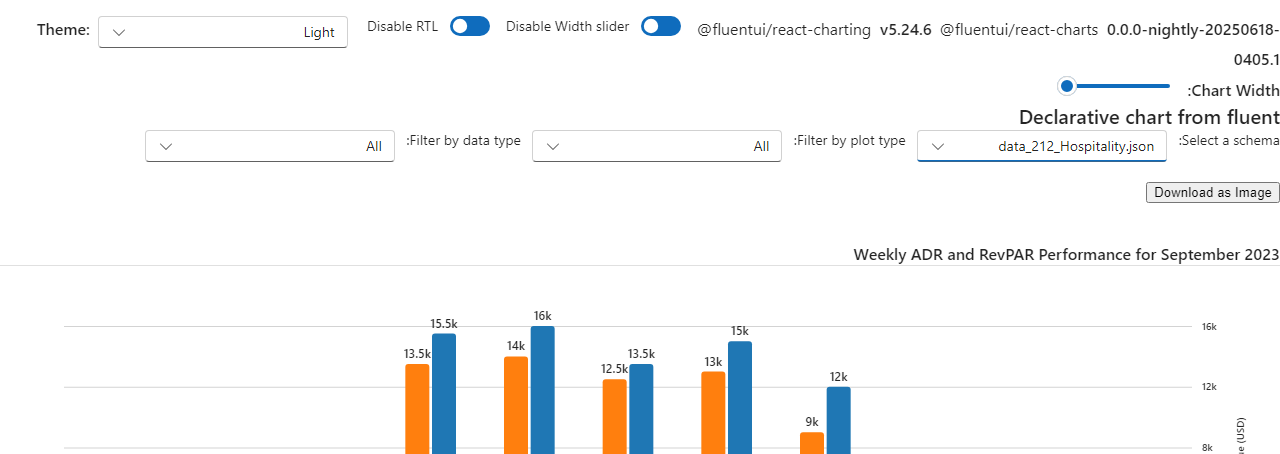 Theme: Light Disable RTL Disable Width slider @fluentui/react-charting v5.24.6 @fluentui/react-charts 0.0.0-nightly-20250618-
0405.1
:Chart Width
Declarative chart from fluent
All :Filter by data type All :Filter by plot type data_212_Hospitality.json :Select a schema
Download as Image
Weekly ADR and RevPAR Performance for September 2023
16k
15.5k
16k
15k
13.5k
14k
12.5k
13.5k
13k
12k
12k
9k
8k
(USD)